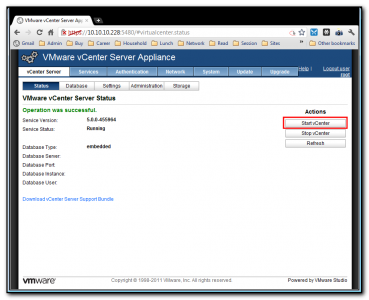 VMware vCenter Server Appliance
https://10.10.10.228:5480/#virtualcenter.status
Gmail Admin Buy Career Household Lunch Network Read Session Sites » Other bookmarks
VMware vCenter Server Appliance
vCenter Server Services Authentication Network System Update Upgrade Help | Logout user root
Status Database Settings Administration Storage
VMware vCenter Server Status
Operation was successful.
Actions
Service Version: 5.0.0-455964
Start vCenter
Service Status: Running
Stop vCenter
Refresh
Database Type: embedded
Database Server:
Database Port:
Database Instance:
Database User:
Download vCenter Server Support Bundle
vmware Copyright © 1998-2011 VMware, Inc. All rights reserved. Powered by VMware Studio